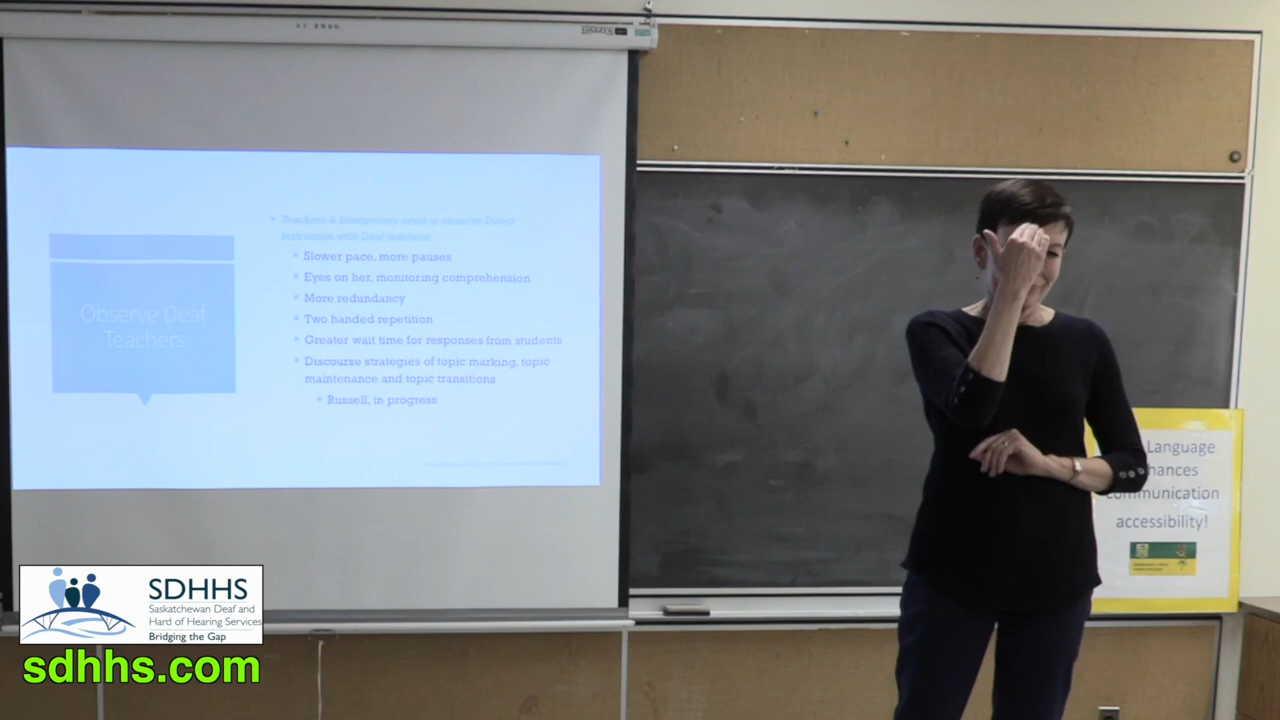 Observe Deaf
Teachers
Teachers & Interpreters need to observe Direct
Instruction with Deaf teachers:
Slower pace, more pauses
Eyes on her, monitoring comprehension
More redundancy
Two handed repetition
Greater wait time for responses from students
Discourse strategies of topic marking, topic
maintenance and topic transitions
Russell, in progress
Language
hances
communication
accessibility!
SDHHS
Saskatchewan Deaf and
Hard of Hearing Services
Bridging the Gap
sdhhs.com